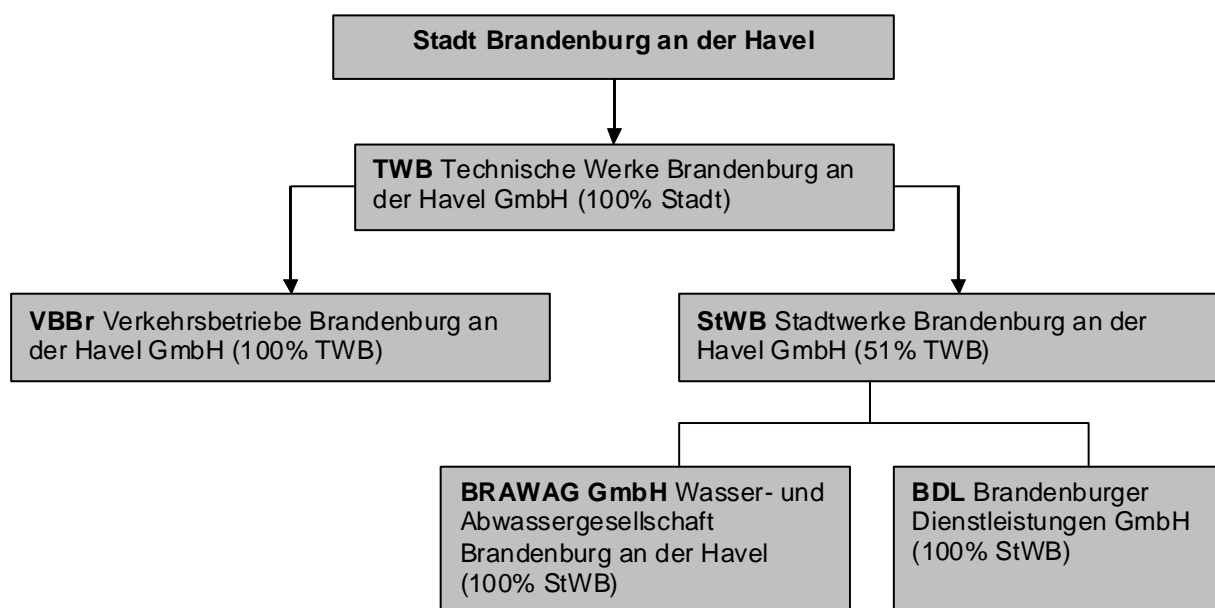 Stadt Brandenburg an der Havel
TWB Technische Werke Brandenburg an
der Havel GmbH (100% Stadt)
VBBr Verkehrsbetriebe Brandenburg an
der Havel GmbH (100% TWB)
StWB Stadtwerke Brandenburg an der
Havel GmbH (51% TWB)
BRAWAG GmbH Wasser- und
Abwassergesellschaft
Brandenburg an der Havel
(100% StWB)
BDL Brandenburger
Dienstleistungen GmbH
(100% StWB)